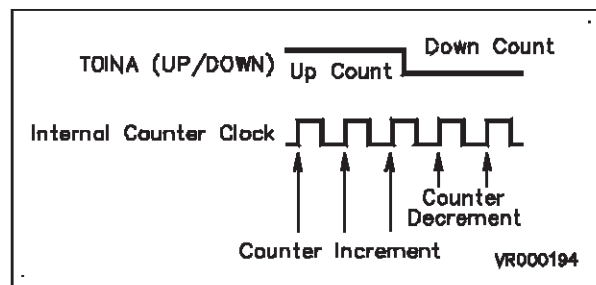 TOINA (UP/DOWN)
Down Count
Up Count
Internal Counter Clock
Counter
Decrement
Counter Increment
VR000194